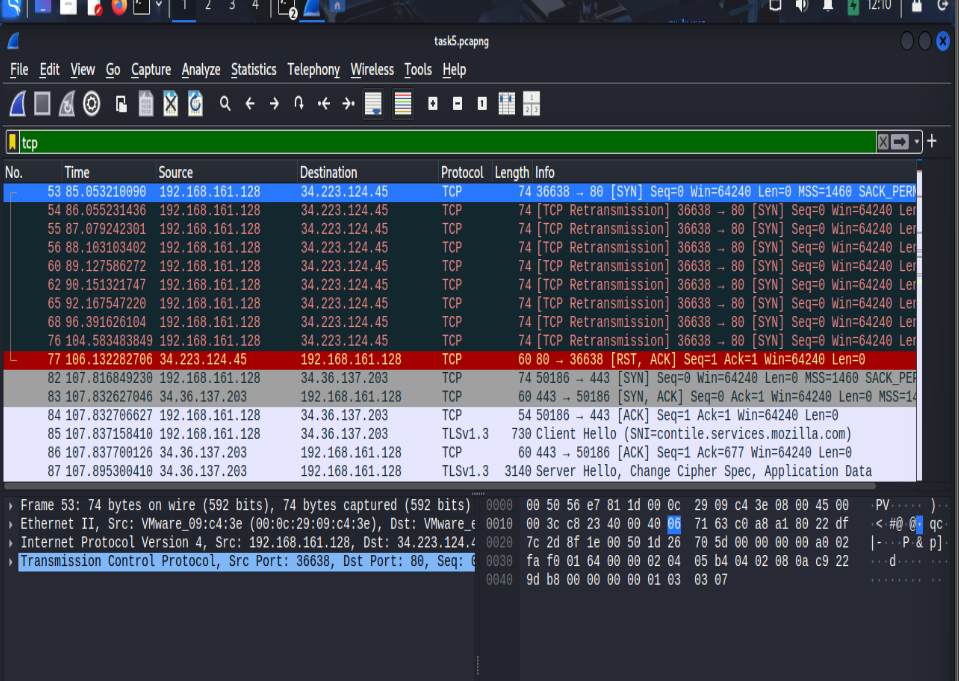 1 2 3 4 2 12:10
task5.pcapng
File Edit View Go Capture Analyze Statistics Telephony Wireless Tools Help
tcp
No. Time Source Destination Protocol Length Info
53 85.053210090 192.168.161.128 34.223.124.45 TCP 74 36638 → 80 [SYN] Seq=0 Win=64240 Len=0 MSS=1460 SACK_PERM
54 86.055231436 192.168.161.128 34.223.124.45 TCP 74 [TCP Retransmission] 36638 → 80 [SYN] Seq=0 Win=64240 Len
55 87.079242301 192.168.161.128 34.223.124.45 TCP 74 [TCP Retransmission] 36638 → 80 [SYN] Seq=0 Win=64240 Len
56 88.103103402 192.168.161.128 34.223.124.45 TCP 74 [TCP Retransmission] 36638 → 80 [SYN] Seq=0 Win=64240 Len
60 89.127586272 192.168.161.128 34.223.124.45 TCP 74 [TCP Retransmission] 36638 → 80 [SYN] Seq=0 Win=64240 Len
62 90.151321747 192.168.161.128 34.223.124.45 TCP 74 [TCP Retransmission] 36638 → 80 [SYN] Seq=0 Win=64240 Len
65 92.167547220 192.168.161.128 34.223.124.45 TCP 74 [TCP Retransmission] 36638 → 80 [SYN] Seq=0 Win=64240 Len
68 96.391626104 192.168.161.128 34.223.124.45 TCP 74 [TCP Retransmission] 36638 → 80 [SYN] Seq=0 Win=64240 Len
76 104.583483849 192.168.161.128 34.223.124.45 TCP 74 [TCP Retransmission] 36638 → 80 [SYN] Seq=0 Win=64240 Len
77 106.132282706 34.223.124.45 192.168.161.128 TCP 60 80 → 36638 [RST, ACK] Seq=1 Ack=1 Win=64240 Len=0
82 107.816849230 192.168.161.128 34.36.137.203 TCP 74 50186 → 443 [SYN] Seq=0 Win=64240 Len=0 MSS=1460 SACK_PER
83 107.832627046 34.36.137.203 192.168.161.128 TCP 60 443 → 50186 [SYN, ACK] Seq=0 Ack=1 Win=64240 Len=0 MSS=14
84 107.832706627 192.168.161.128 34.36.137.203 TCP 54 50186 → 443 [ACK] Seq=1 Ack=1 Win=64240 Len=0
85 107.837158410 192.168.161.128 34.36.137.203 TLSv1.3 730 Client Hello (SNI=contile.services.mozilla.com)
86 107.837700126 34.36.137.203 192.168.161.128 TCP 60 443 → 50186 [ACK] Seq=1 Ack=677 Win=64240 Len=0
87 107.895300410 34.36.137.203 192.168.161.128 TLSv1.3 3140 Server Hello, Change Cipher Spec, Application Data
Frame 53: 74 bytes on wire (592 bits), 74 bytes captured (592 bits)
Ethernet II, Src: VMware_09:c4:3e (00:0c:29:09:c4:3e), Dst: VMware_e
Internet Protocol Version 4, Src: 192.168.161.128, Dst: 34.223.124.4
Transmission Control Protocol, Src Port: 36638, Dst Port: 80, Seq: 0
0000 00 50 56 e7 81 1d 00 0c 29 09 c4 3e 08 00 45 00 ·PV····· )··
0010 00 3c c8 23 40 00 40 06 71 63 c0 a8 a1 80 22 df ·<·#@·@· qc
0020 7c 2d 8f 1e 00 50 1d 26 70 5d 00 00 00 00 a0 02 |-···P·& p]·
0030 fa f0 01 64 00 00 02 04 05 b4 04 02 08 0a c9 22 ···d···· ···
0040 9d b8 00 00 00 00 01 03 03 07 ········ ··